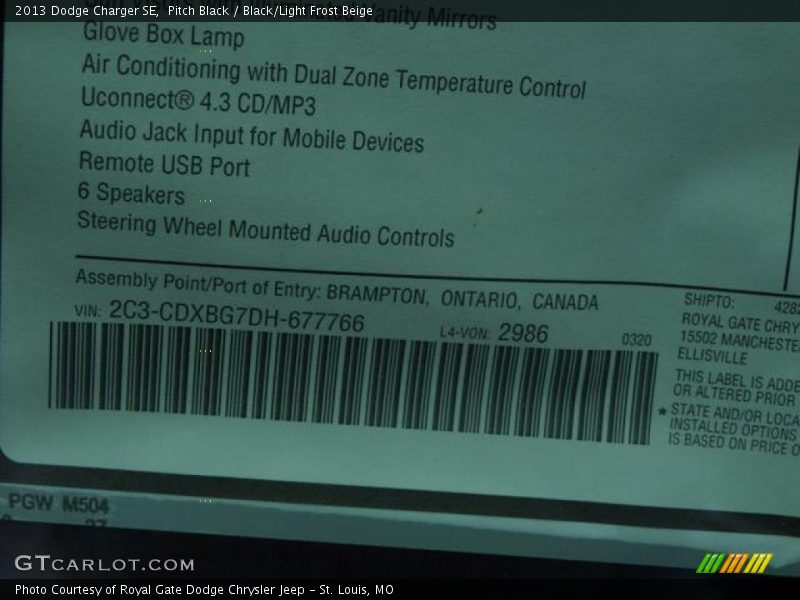 2013 Dodge Charger SE, Pitch Black / Black/Light Frost Beige
Vanity Mirrors
Glove Box Lamp
Air Conditioning with Dual Zone Temperature Control
Uconnect® 4.3 CD/MP3
Audio Jack Input for Mobile Devices
Remote USB Port
6 Speakers
Steering Wheel Mounted Audio Controls
Assembly Point/Port of Entry: BRAMPTON, ONTARIO, CANADA
VIN: 2C3-CDXBG7DH-677766 L4-VON: 2986 0320
SHIPTO: 4282
ROYAL GATE CHRY
15502 MANCHESTE
ELLISVILLE
THIS LABEL IS ADDE
OR ALTERED PRIOR
* STATE AND/OR LOCA
INSTALLED OPTIONS
IS BASED ON PRICE O
PGW M504
37
GTCARLOT.COM
Photo Courtesy of Royal Gate Dodge Chrysler Jeep – St. Louis, MO